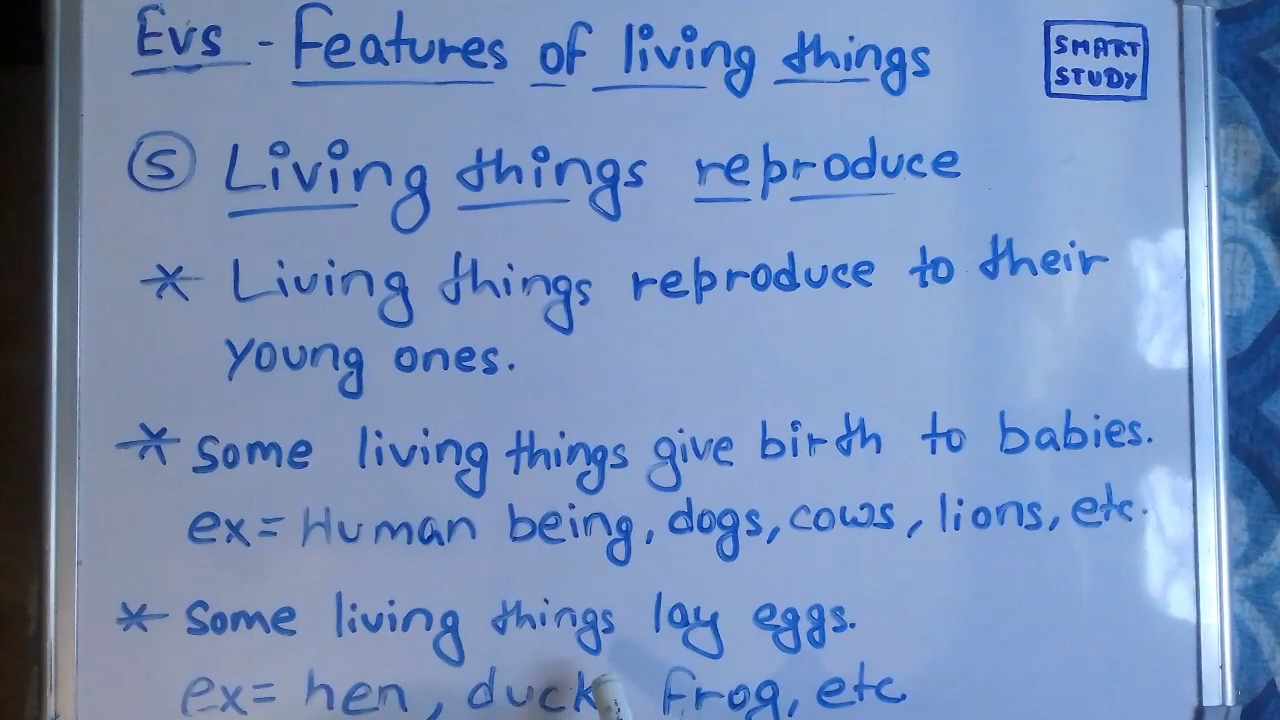 Evs - Features of living things
SMART
STUDY
⑤ Living things reproduce
* Living things reproduce to their
young ones.
* Some living things give birth to babies.
ex = Human being, dogs, cows, lions, etc.
* Some living things lay eggs.
ex = hen, duck frog, etc